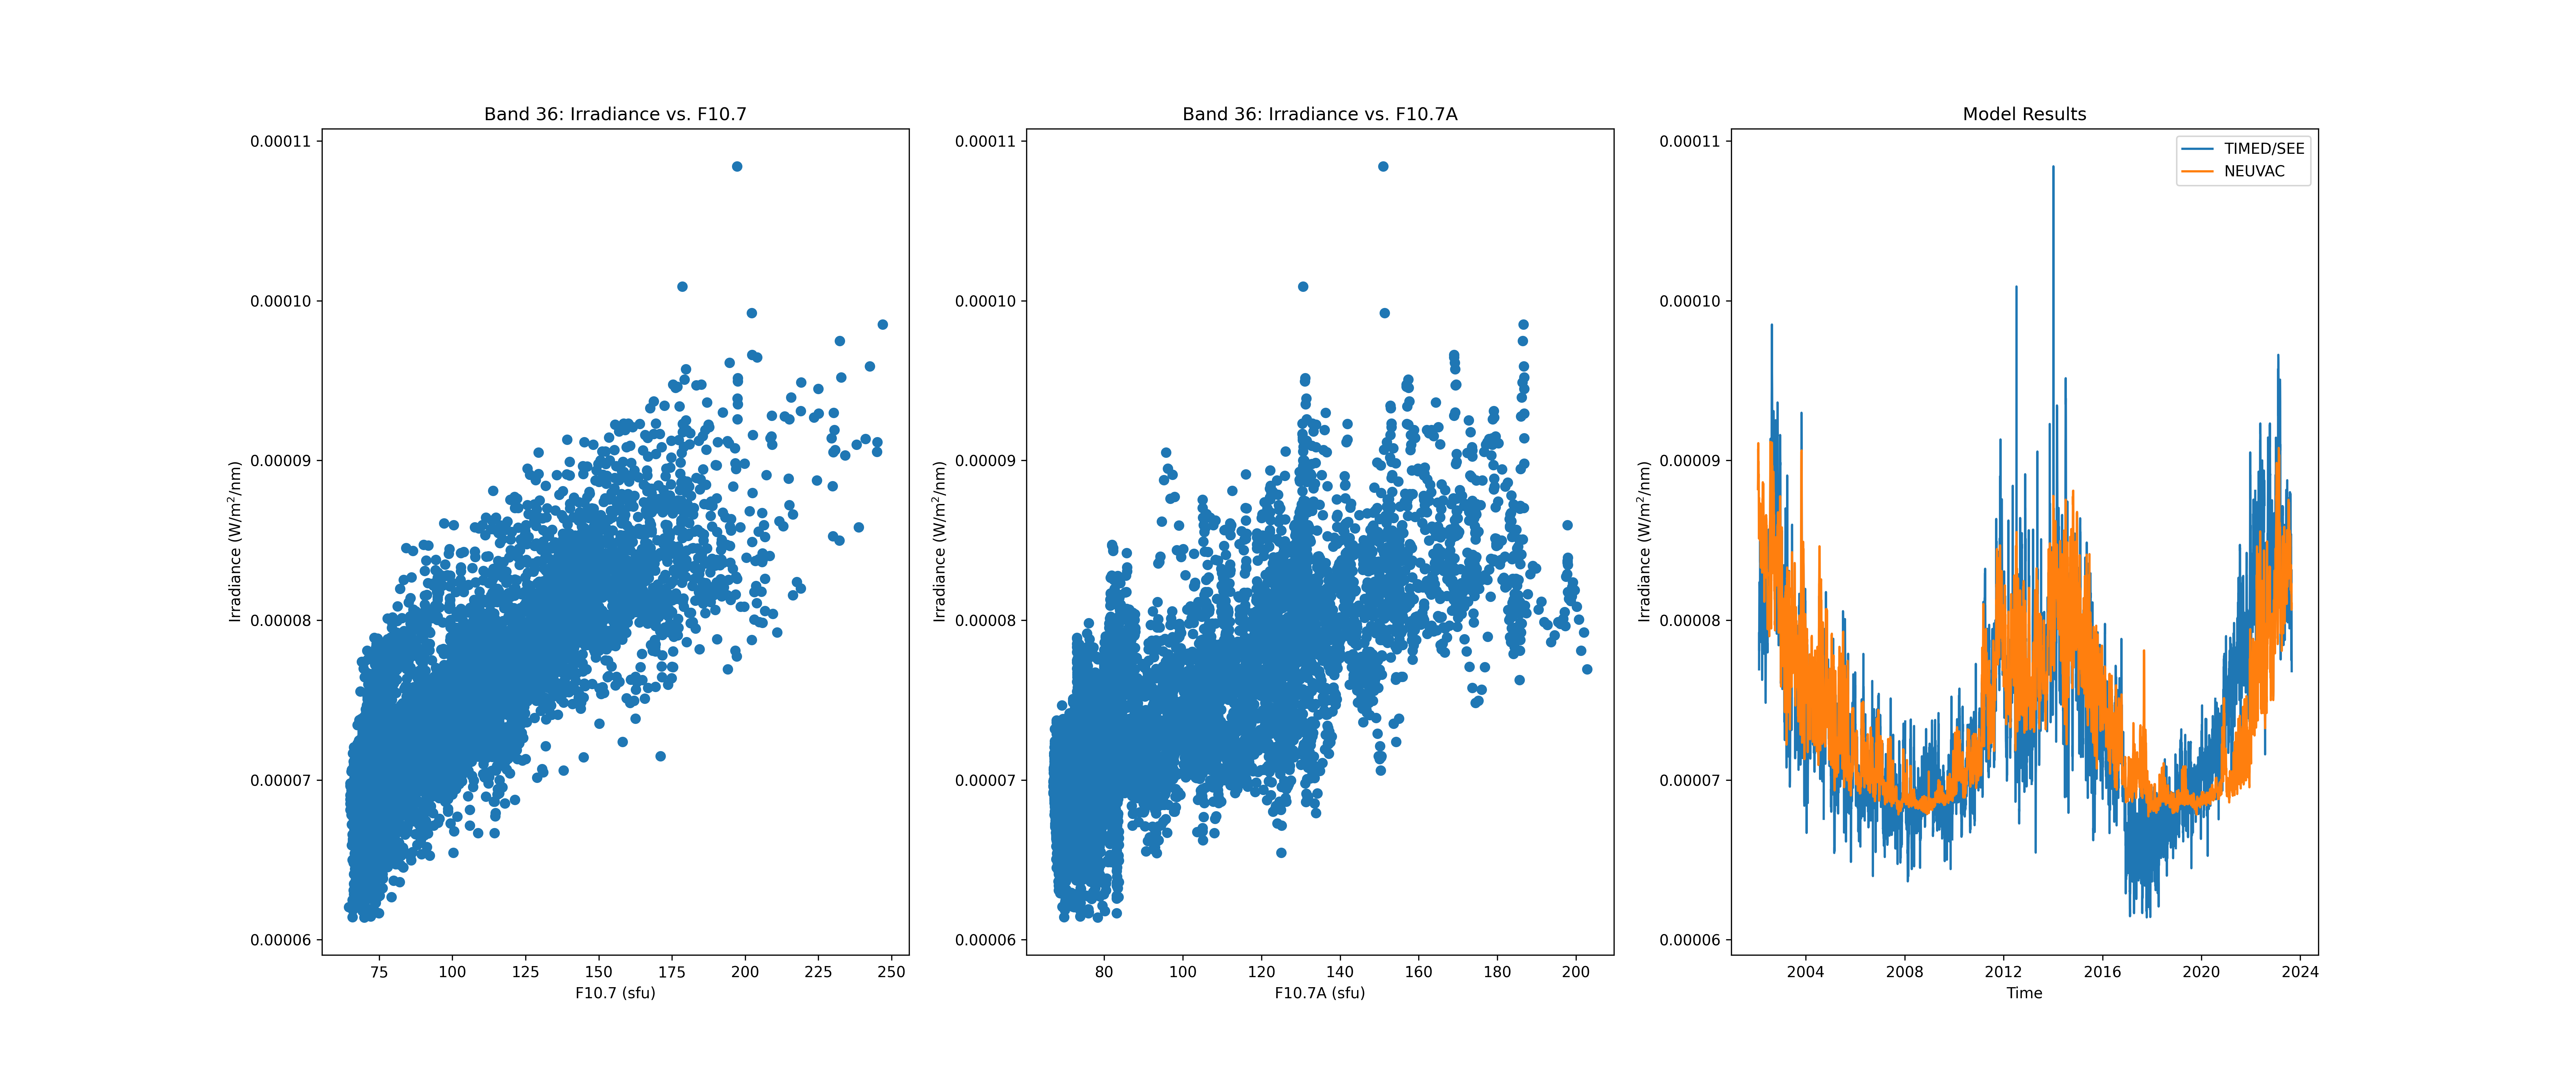 Band 36: Irradiance vs. F10.7
0.00011
0.00010
0.00009
0.00008
0.00007
0.00006
Irradiance (W/m²/nm)
75 100 125 150 175 200 225 250
F10.7 (sfu)
Band 36: Irradiance vs. F10.7A
0.00011
0.00010
0.00009
0.00008
0.00007
0.00006
Irradiance (W/m²/nm)
80 100 120 140 160 180 200
F10.7A (sfu)
Model Results
TIMED/SEE
NEUVAC
0.00011
0.00010
0.00009
0.00008
0.00007
0.00006
Irradiance (W/m²/nm)
2004 2008 2012 2016 2020 2024
Time